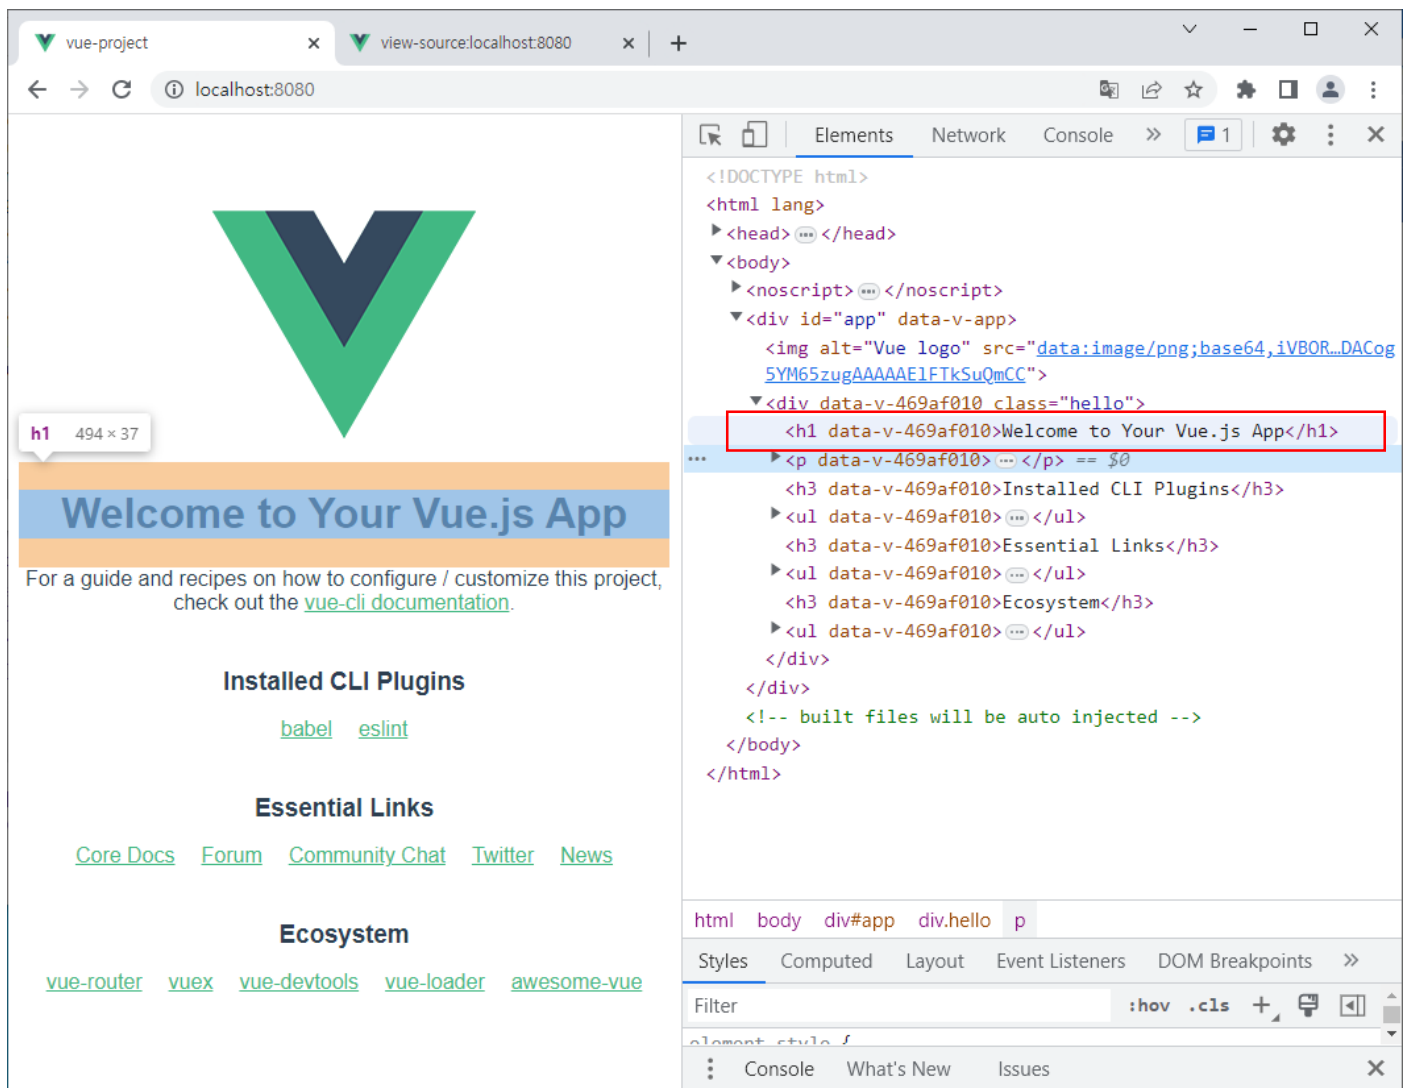 vue-project
view-source:localhost:8080
localhost:8080
h1 494 × 37
Welcome to Your Vue.js App
For a guide and recipes on how to configure / customize this project,
check out the vue-cli documentation.
Installed CLI Plugins
babel eslint
Essential Links
Core Docs Forum Community Chat Twitter News
Ecosystem
vue-router vuex vue-devtools vue-loader awesome-vue
Elements Network Console 1
<!DOCTYPE html>
<html lang>
<head> … </head>
<body>
<noscript> … </noscript>
<div id="app" data-v-app>
<img alt="Vue logo" src="data:image/png;base64,iVBOR…DACog
5YM65zugAAAAAElFTkSuQmCC">
<div data-v-469af010 class="hello">
<h1 data-v-469af010>Welcome to Your Vue.js App</h1>
<p data-v-469af010> … </p> == $0
<h3 data-v-469af010>Installed CLI Plugins</h3>
<ul data-v-469af010> … </ul>
<h3 data-v-469af010>Essential Links</h3>
<ul data-v-469af010> … </ul>
<h3 data-v-469af010>Ecosystem</h3>
<ul data-v-469af010> … </ul>
</div>
</div>
<!-- built files will be auto injected -->
</body>
</html>
html body div#app div.hello p
Styles Computed Layout Event Listeners DOM Breakpoints
Filter :hov .cls
element.style {
Console What's New Issues